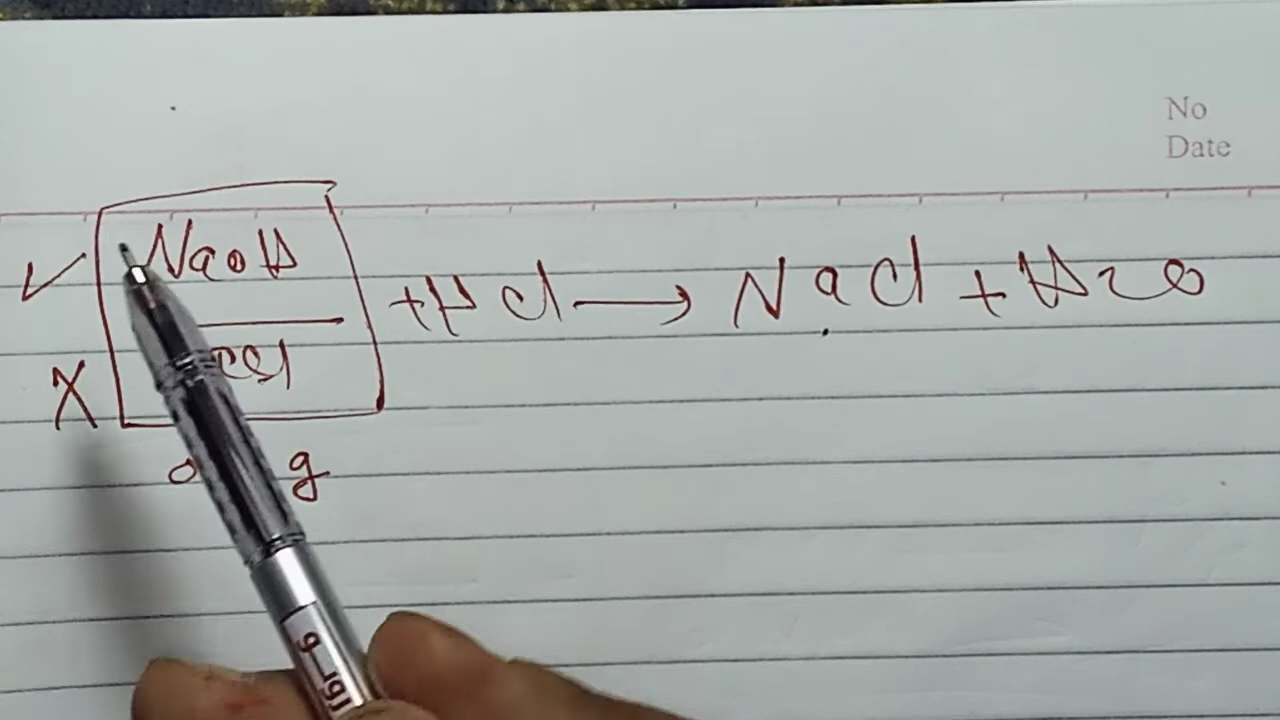 No
Date
✓ NaOH
+ HCl → NaCl + H2O
X
g